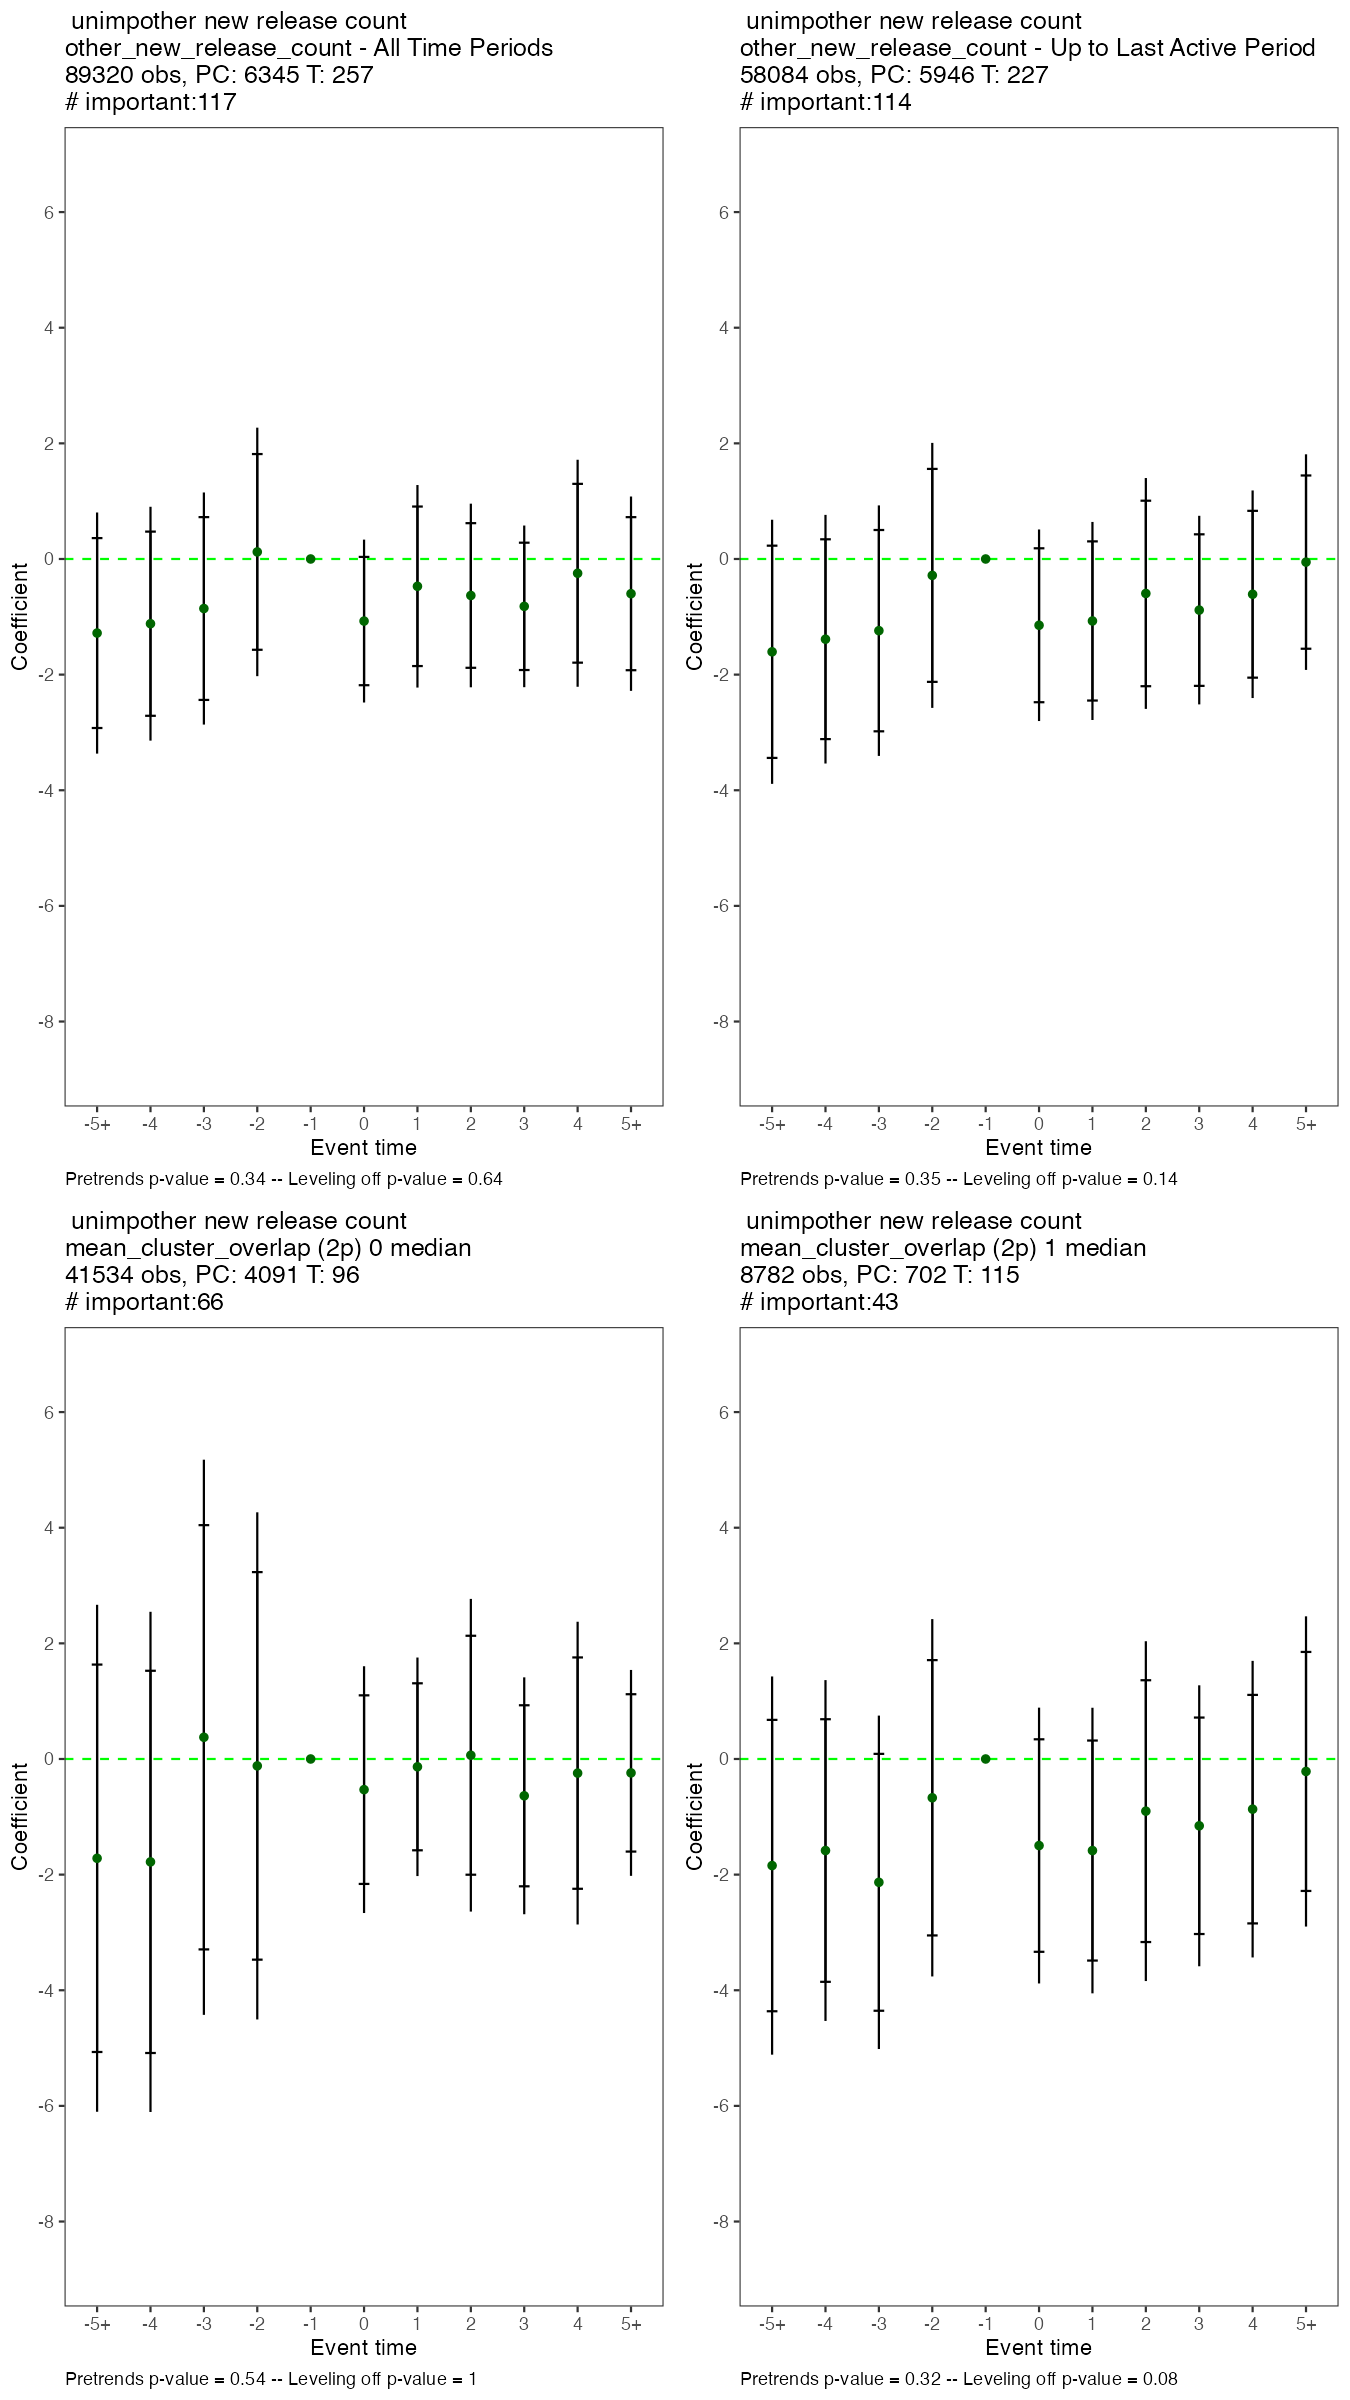 unimpother new release count
other_new_release_count - All Time Periods
89320 obs, PC: 6345 T: 257
# important:117
6
4
2
0
-2
-4
-6
-8
Coefficient
-5+ -4 -3 -2 -1 0 1 2 3 4 5+
Event time
Pretrends p-value = 0.34 -- Leveling off p-value = 0.64
unimpother new release count
other_new_release_count - Up to Last Active Period
58084 obs, PC: 5946 T: 227
# important:114
6
4
2
0
-2
-4
-6
-8
Coefficient
-5+ -4 -3 -2 -1 0 1 2 3 4 5+
Event time
Pretrends p-value = 0.35 -- Leveling off p-value = 0.14
unimpother new release count
mean_cluster_overlap (2p) 0 median
41534 obs, PC: 4091 T: 96
# important:66
6
4
2
0
-2
-4
-6
-8
Coefficient
-5+ -4 -3 -2 -1 0 1 2 3 4 5+
Event time
Pretrends p-value = 0.54 -- Leveling off p-value = 1
unimpother new release count
mean_cluster_overlap (2p) 1 median
8782 obs, PC: 702 T: 115
# important:43
6
4
2
0
-2
-4
-6
-8
Coefficient
-5+ -4 -3 -2 -1 0 1 2 3 4 5+
Event time
Pretrends p-value = 0.32 -- Leveling off p-value = 0.08